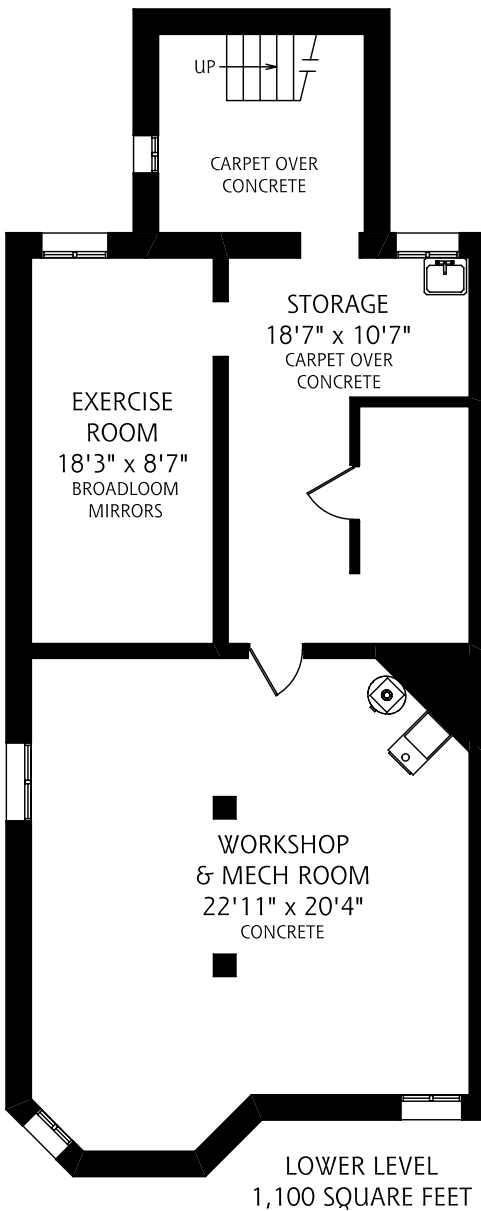 UP
CARPET OVER
CONCRETE
STORAGE
18'7" x 10'7"
CARPET OVER
CONCRETE
EXERCISE
ROOM
18'3" x 8'7"
BROADLOOM
MIRRORS
WORKSHOP
& MECH ROOM
22'11" x 20'4"
CONCRETE
LOWER LEVEL
1,100 SQUARE FEET